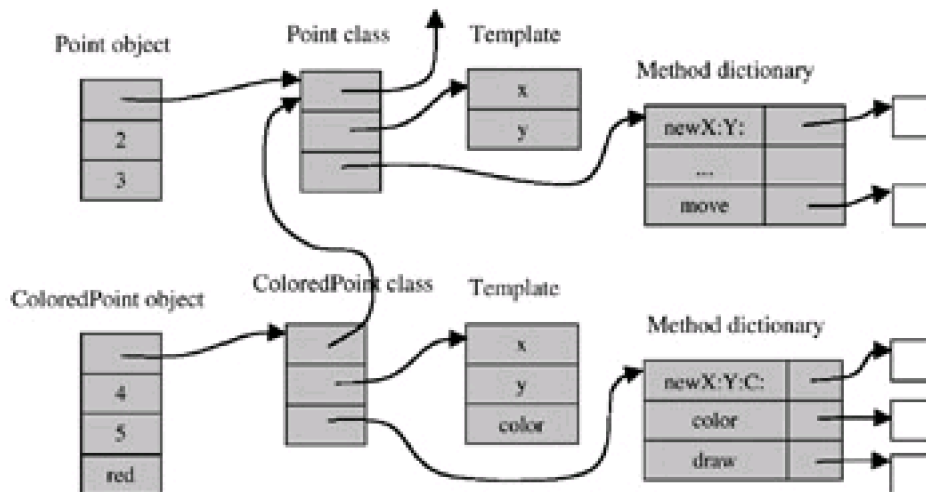 Point object
Point class
Template
Method dictionary
2
3
x
y
newX:Y:
...
move
ColoredPoint object
ColoredPoint class
Template
Method dictionary
4
5
red
x
y
color
newX:Y:C:
color
draw